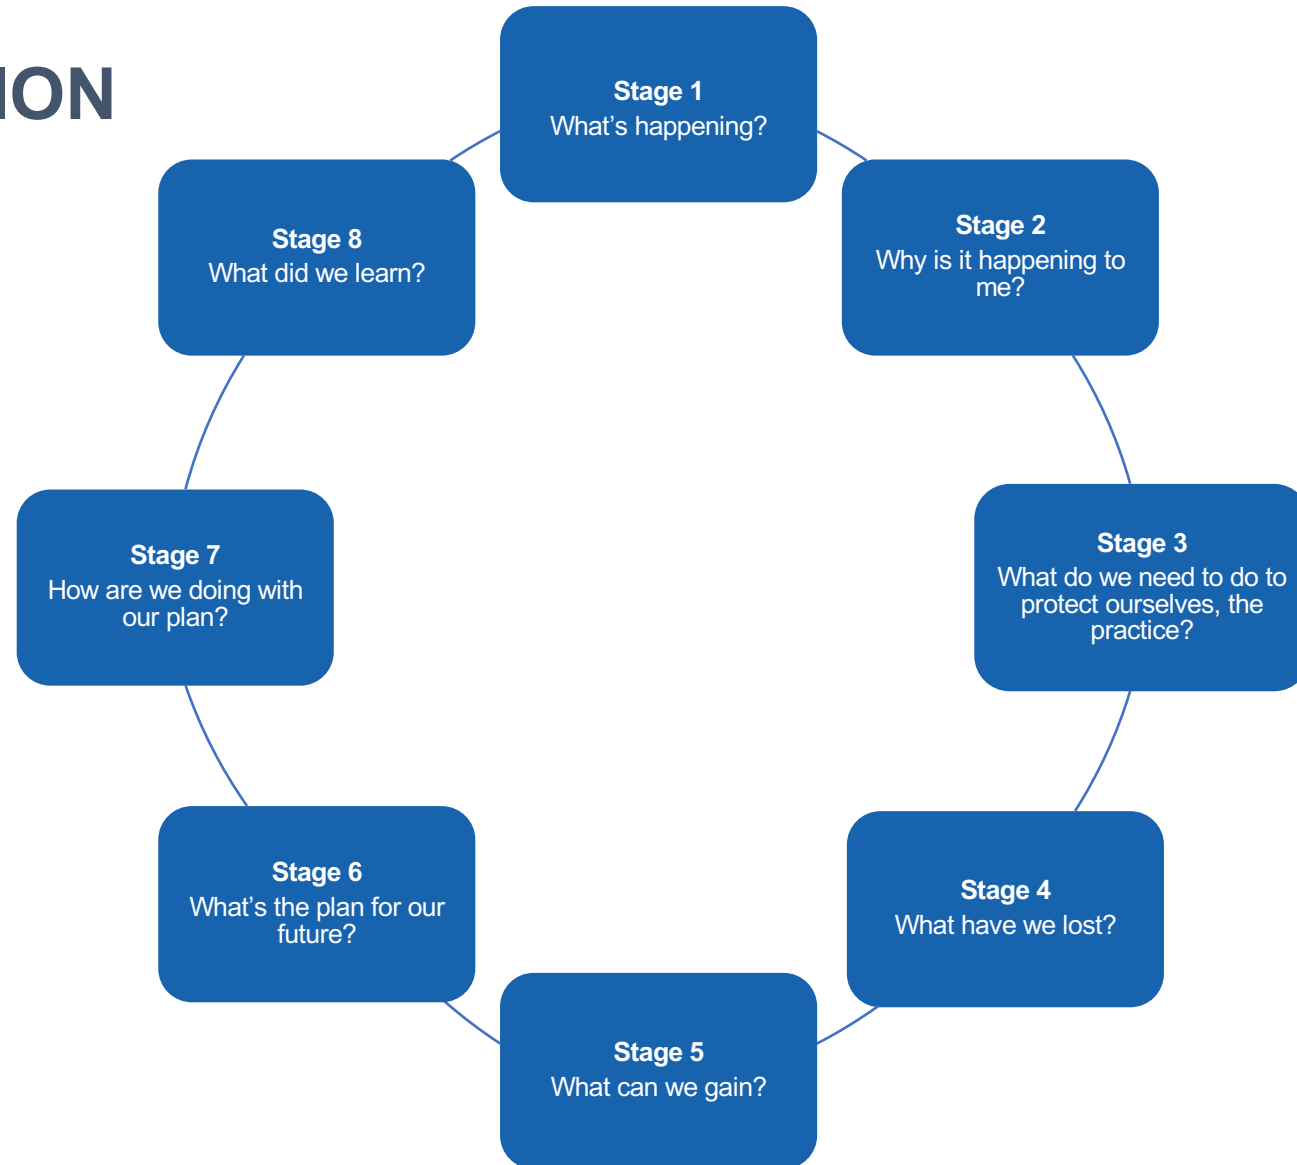 ION
Stage 1
What’s happening?
Stage 2
Why is it happening to
me?
Stage 3
What do we need to do to
protect ourselves, the
practice?
Stage 4
What have we lost?
Stage 5
What can we gain?
Stage 6
What’s the plan for our
future?
Stage 7
How are we doing with
our plan?
Stage 8
What did we learn?